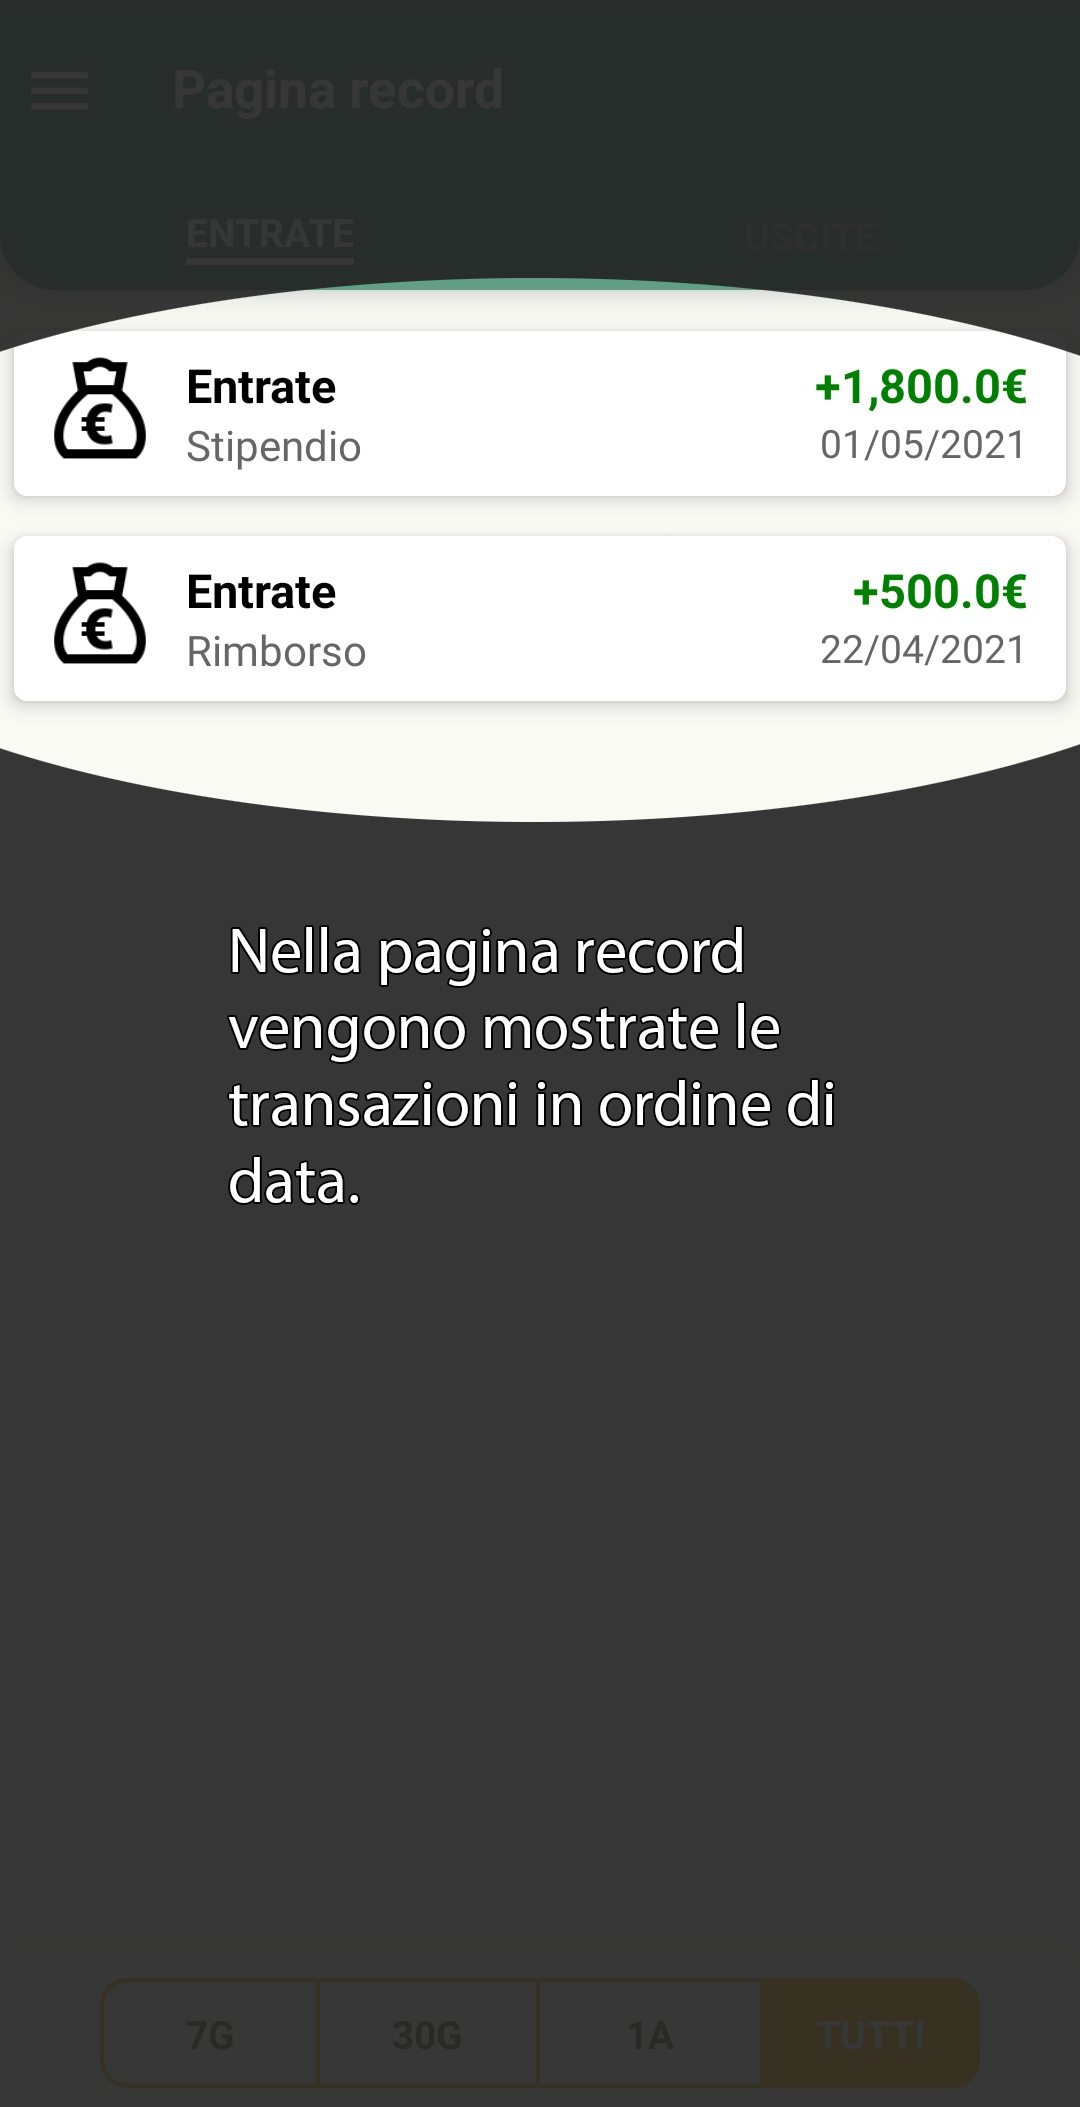 Pagina record
ENTRATE USCITE
Entrate +1,800.0€
Stipendio 01/05/2021
Entrate +500.0€
Rimborso 22/04/2021
Nella pagina record
vengono mostrate le
transazioni in ordine di
data.
7G 30G 1A TUTTI